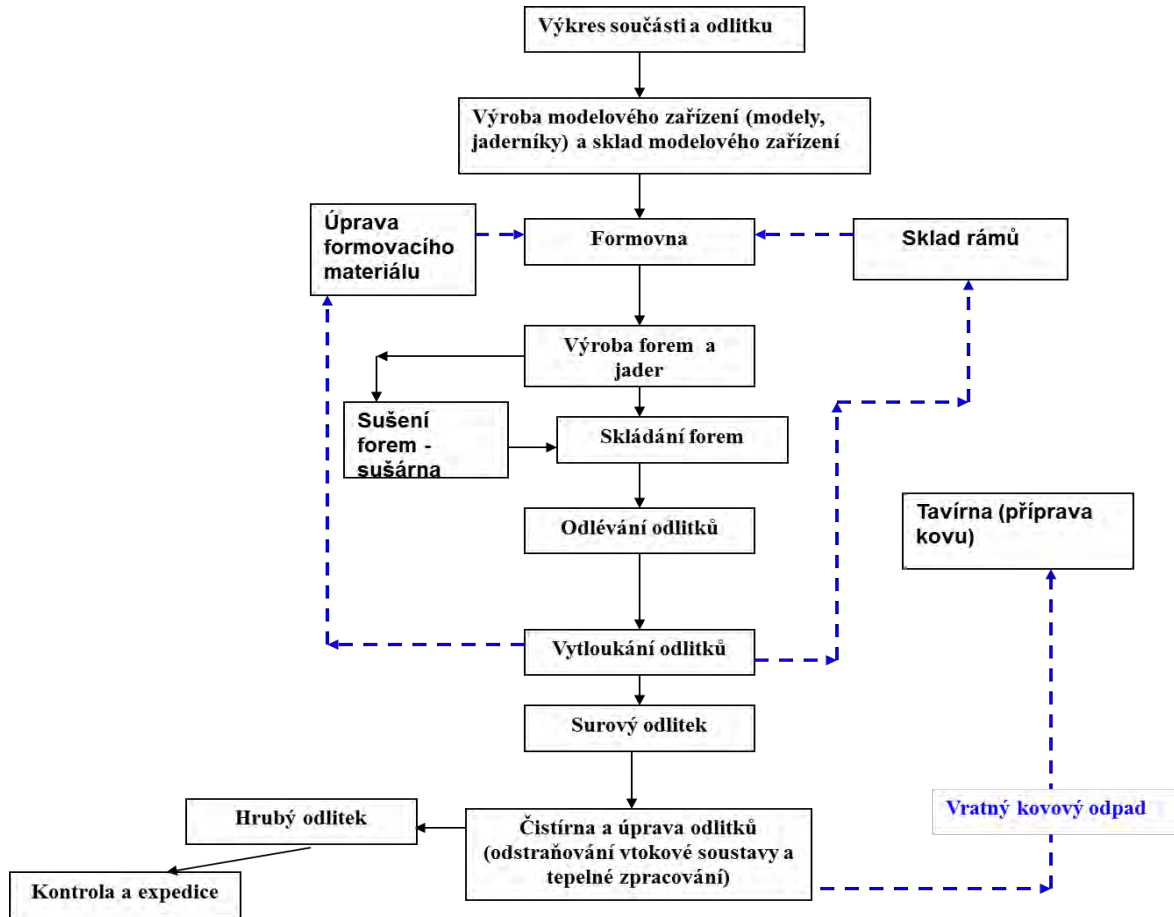 Výkres součásti a odlitku
Výroba modelového zařízení (modely,
jaderníky) a sklad modelového zařízení
Úprava
formovacího
materiálu
Formovna
Sklad rámů
Výroba forem a
jader
Sušení
forem -
sušárna
Skládání forem
Tavírna (příprava
kovu)
Odlévání odlitků
Vytloukání odlitků
Surový odlitek
Hrubý odlitek
Čistírna a úprava odlitků
(odstraňování vtokové soustavy a
tepelné zpracování)
Vratný kovový odpad
Kontrola a expedice